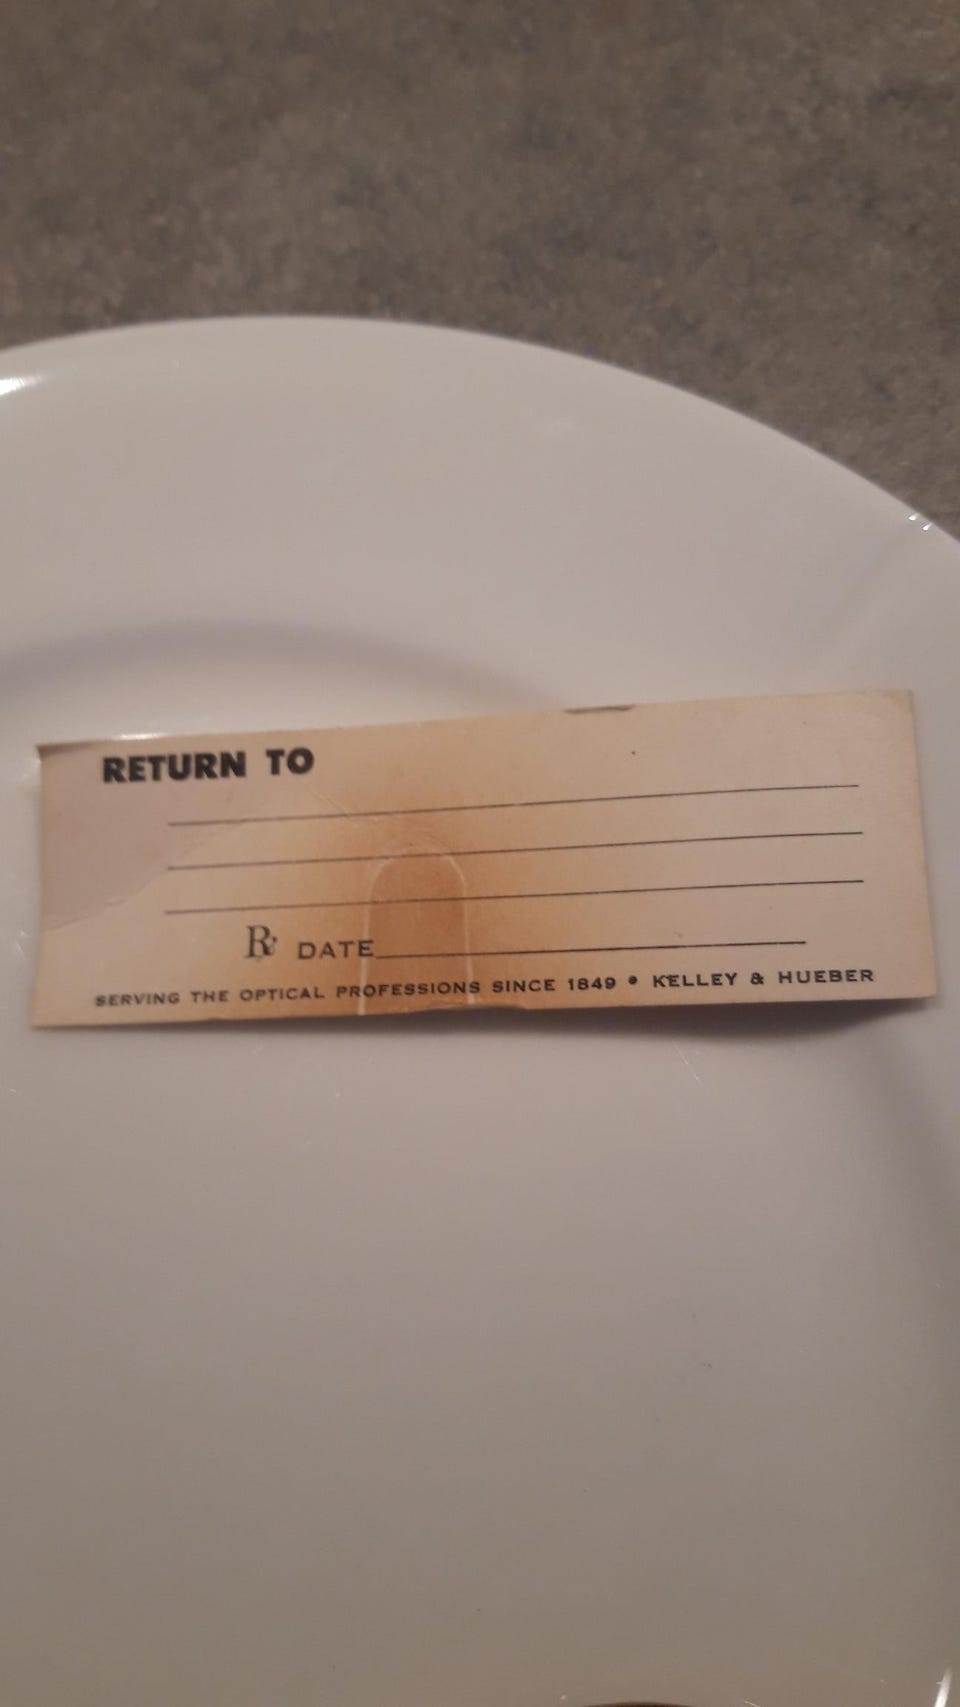 RETURN TO
℞ DATE
SERVING THE OPTICAL PROFESSIONS SINCE 1849 • KELLEY & HUEBER